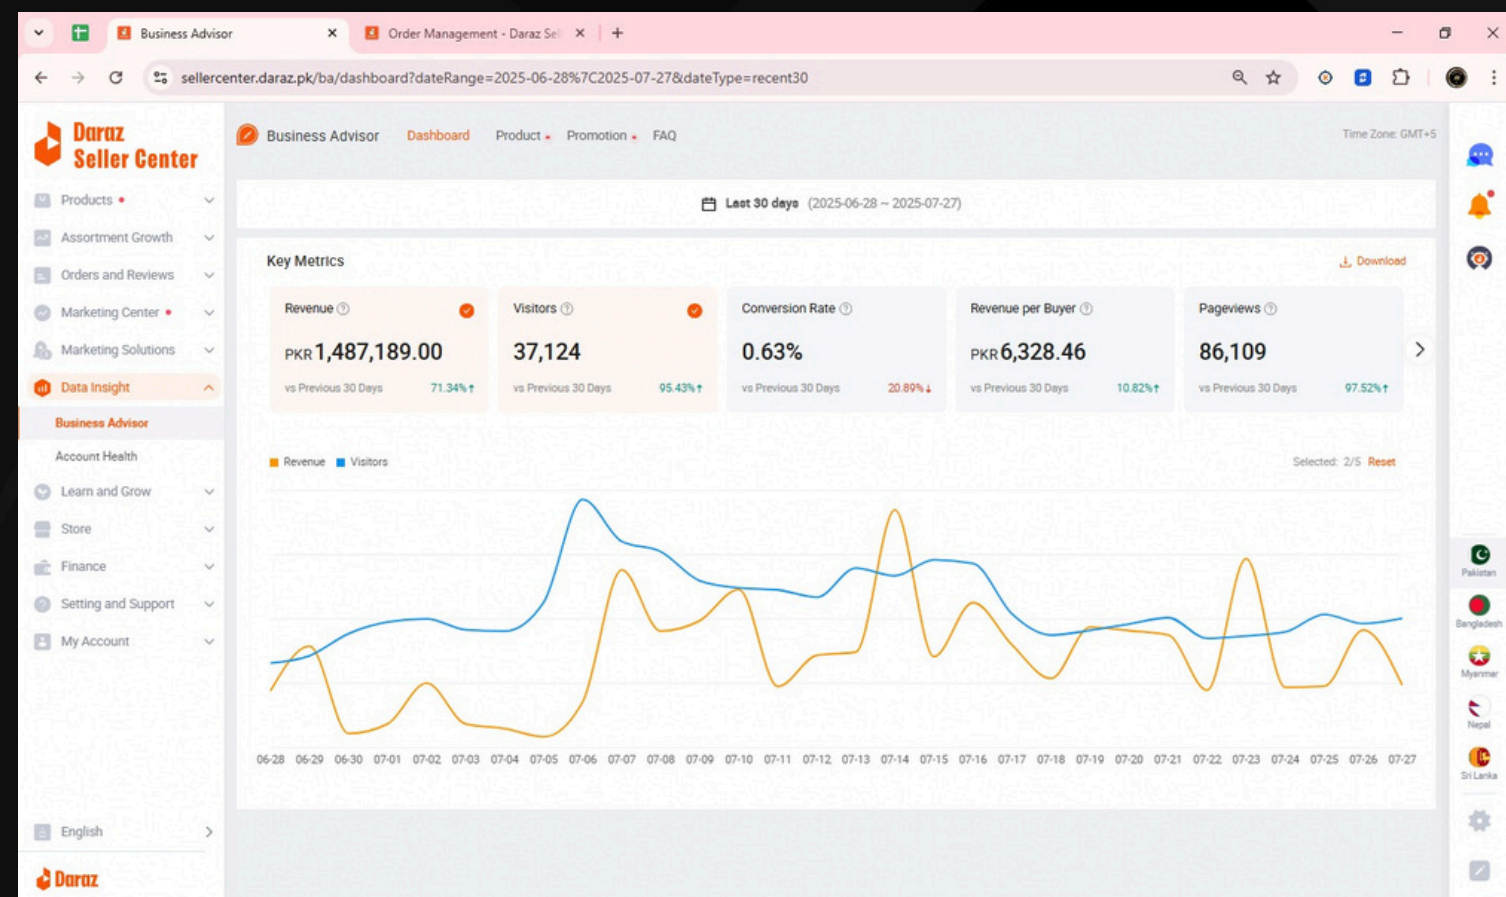 Business Advisor
Order Management - Daraz Sel
sellercenter.daraz.pk/ba/dashboard?dateRange=2025-06-28%7C2025-07-27&dateType=recent30
Daraz
Seller Center
Business Advisor Dashboard Product Promotion FAQ
Time Zone: GMT+5
Products
Assortment Growth
Orders and Reviews
Marketing Center
Marketing Solutions
Data Insight
Business Advisor
Account Health
Learn and Grow
Store
Finance
Setting and Support
My Account
English
Daraz
Last 30 days (2025-06-28 ~ 2025-07-27)
Key Metrics
Download
Revenue
PKR 1,487,189.00
vs Previous 30 Days 71.34%↑
Visitors
37,124
vs Previous 30 Days 95.43%↑
Conversion Rate
0.63%
vs Previous 30 Days 20.89%↓
Revenue per Buyer
PKR 6,328.46
vs Previous 30 Days 10.82%↑
Pageviews
86,109
vs Previous 30 Days 97.52%↑
Revenue Visitors
Selected: 2/5 Reset
06-28 06-29 06-30 07-01 07-02 07-03 07-04 07-05 07-06 07-07 07-08 07-09 07-10 07-11 07-12 07-13 07-14 07-15 07-16 07-17 07-18 07-19 07-20 07-21 07-22 07-23 07-24 07-25 07-26 07-27
Pakistan
Bangladesh
Myanmar
Nepal
Sri Lanka